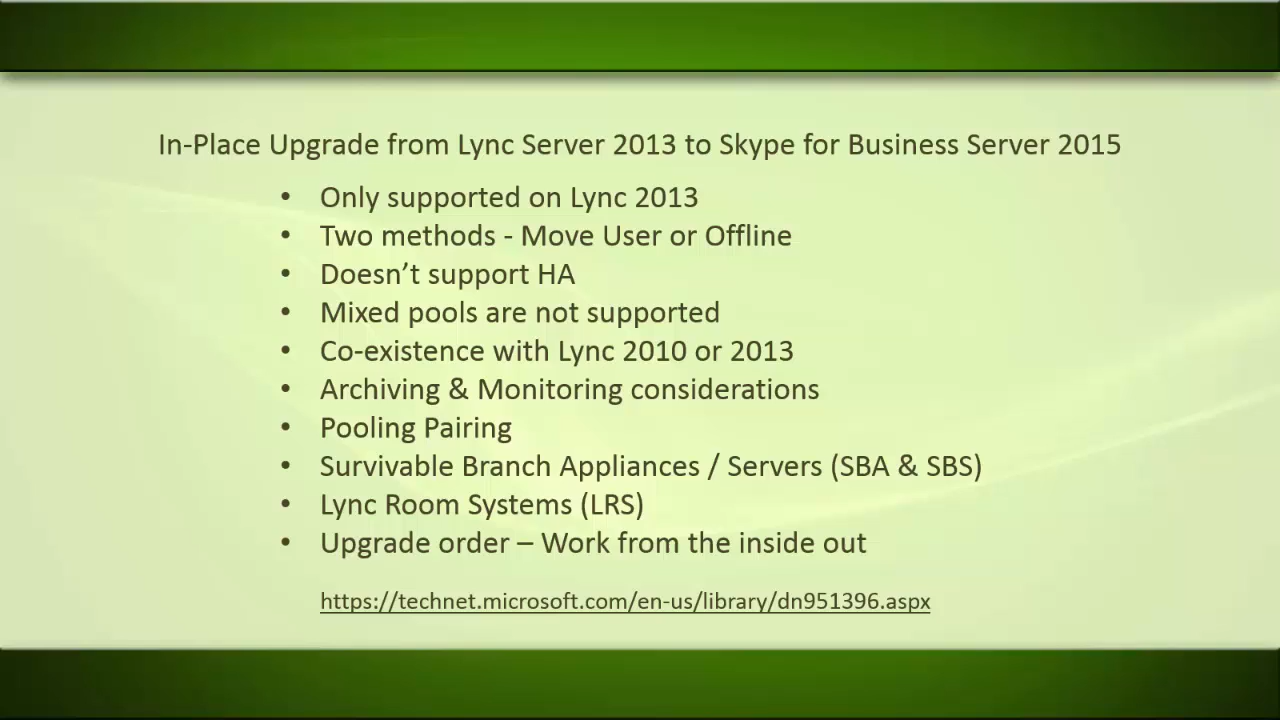 In-Place Upgrade from Lync Server 2013 to Skype for Business Server 2015
• Only supported on Lync 2013
• Two methods - Move User or Offline
• Doesn’t support HA
• Mixed pools are not supported
• Co-existence with Lync 2010 or 2013
• Archiving & Monitoring considerations
• Pooling Pairing
• Survivable Branch Appliances / Servers (SBA & SBS)
• Lync Room Systems (LRS)
• Upgrade order – Work from the inside out
https://technet.microsoft.com/en-us/library/dn951396.aspx